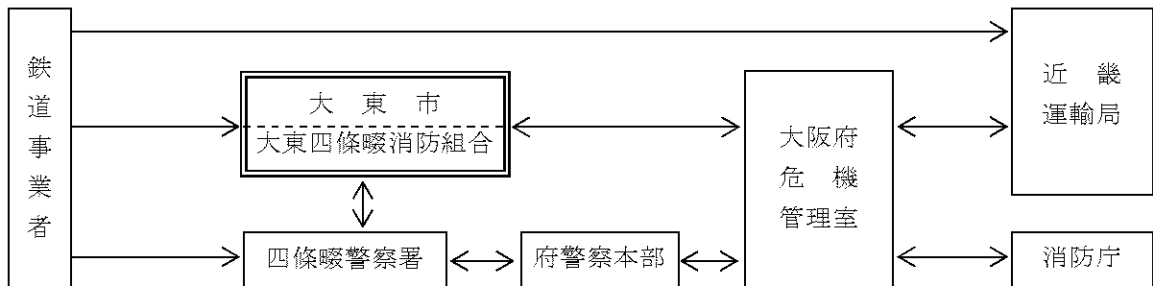 鉄道事業者
大東市
大東四條畷消防組合
四條畷警察署
府警察本部
大阪府
危機
管理室
近畿
運輸局
消防庁